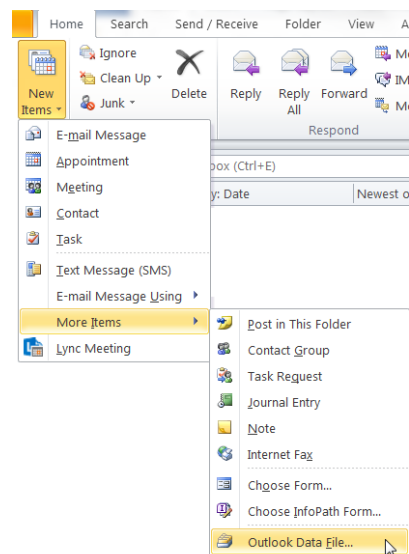 Home Search Send / Receive Folder View
Ignore
Clean Up
Junk
New
Items
Delete
Reply
Reply
All
Forward
Respond
E-mail Message
Appointment
Meeting
Contact
Task
Text Message (SMS)
E-mail Message Using
More Items
Lync Meeting
(Ctrl+E)
Date
Newest
Post in This Folder
Contact Group
Task Request
Journal Entry
Note
Internet Fax
Choose Form...
Choose InfoPath Form...
Outlook Data File...